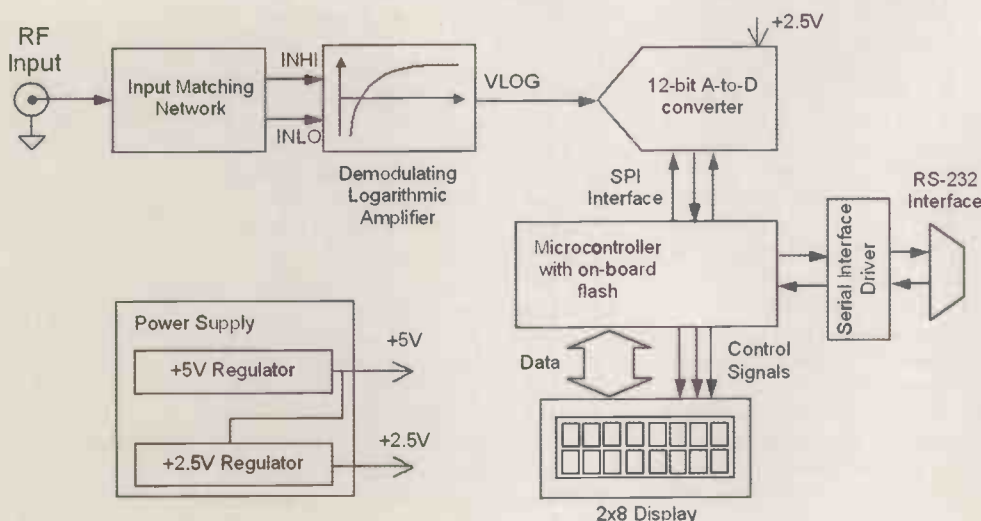 RF
Input
Input Matching
Network
INHI
INLO
Demodulating
Logarithmic
Amplifier
VLOG
+2.5V
12-bit A-to-D
converter
SPI
Interface
Microcontroller
with on-board
flash
Serial Interface
Driver
RS-232
Interface
Data
Control
Signals
2x8 Display
Power Supply
+5V Regulator
+5V
+2.5V Regulator
+2.5V